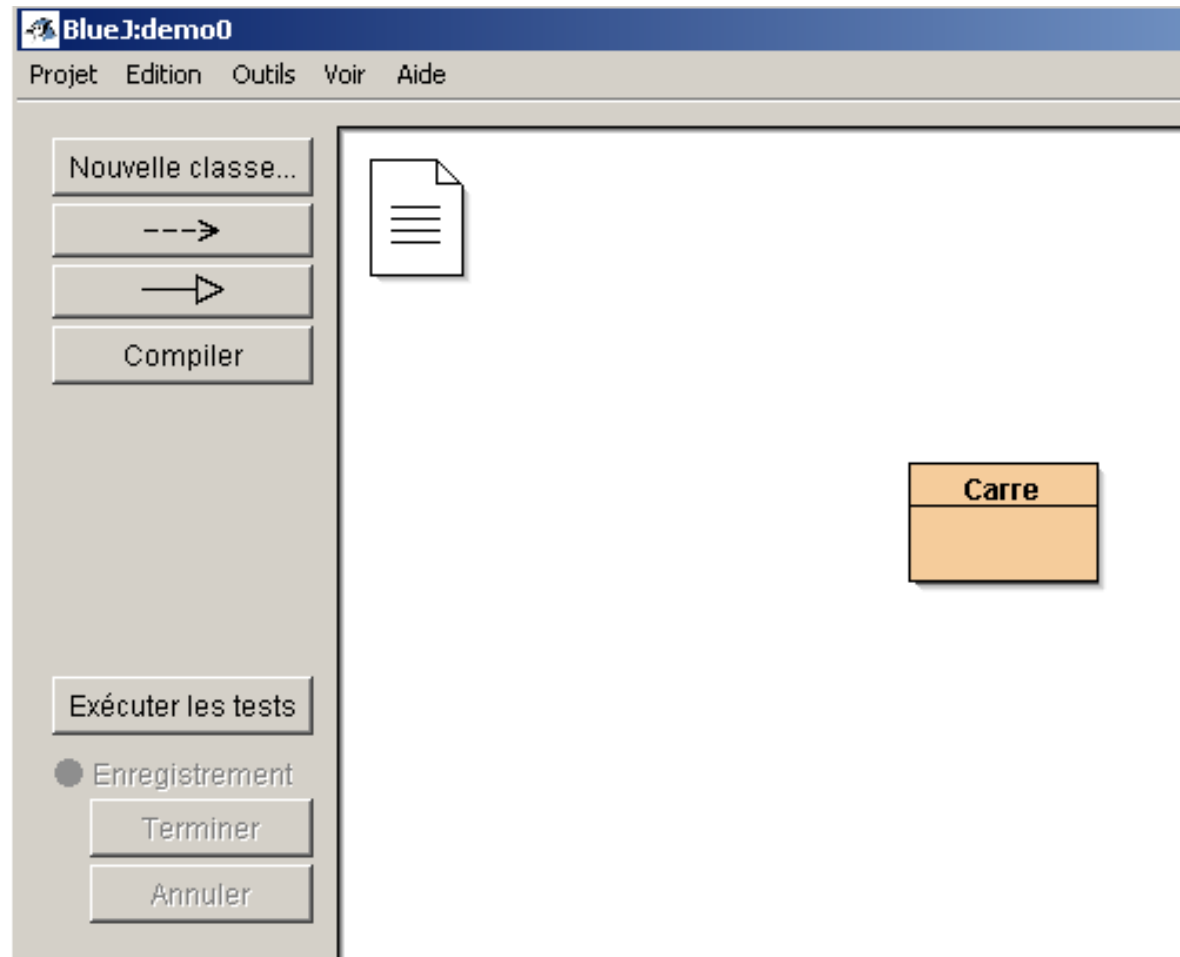 BlueJ:demo0
Projet Edition Outils Voir Aide
Nouvelle classe...
Compiler
Carre
Exécuter les tests
Enregistrement
Terminer
Annuler